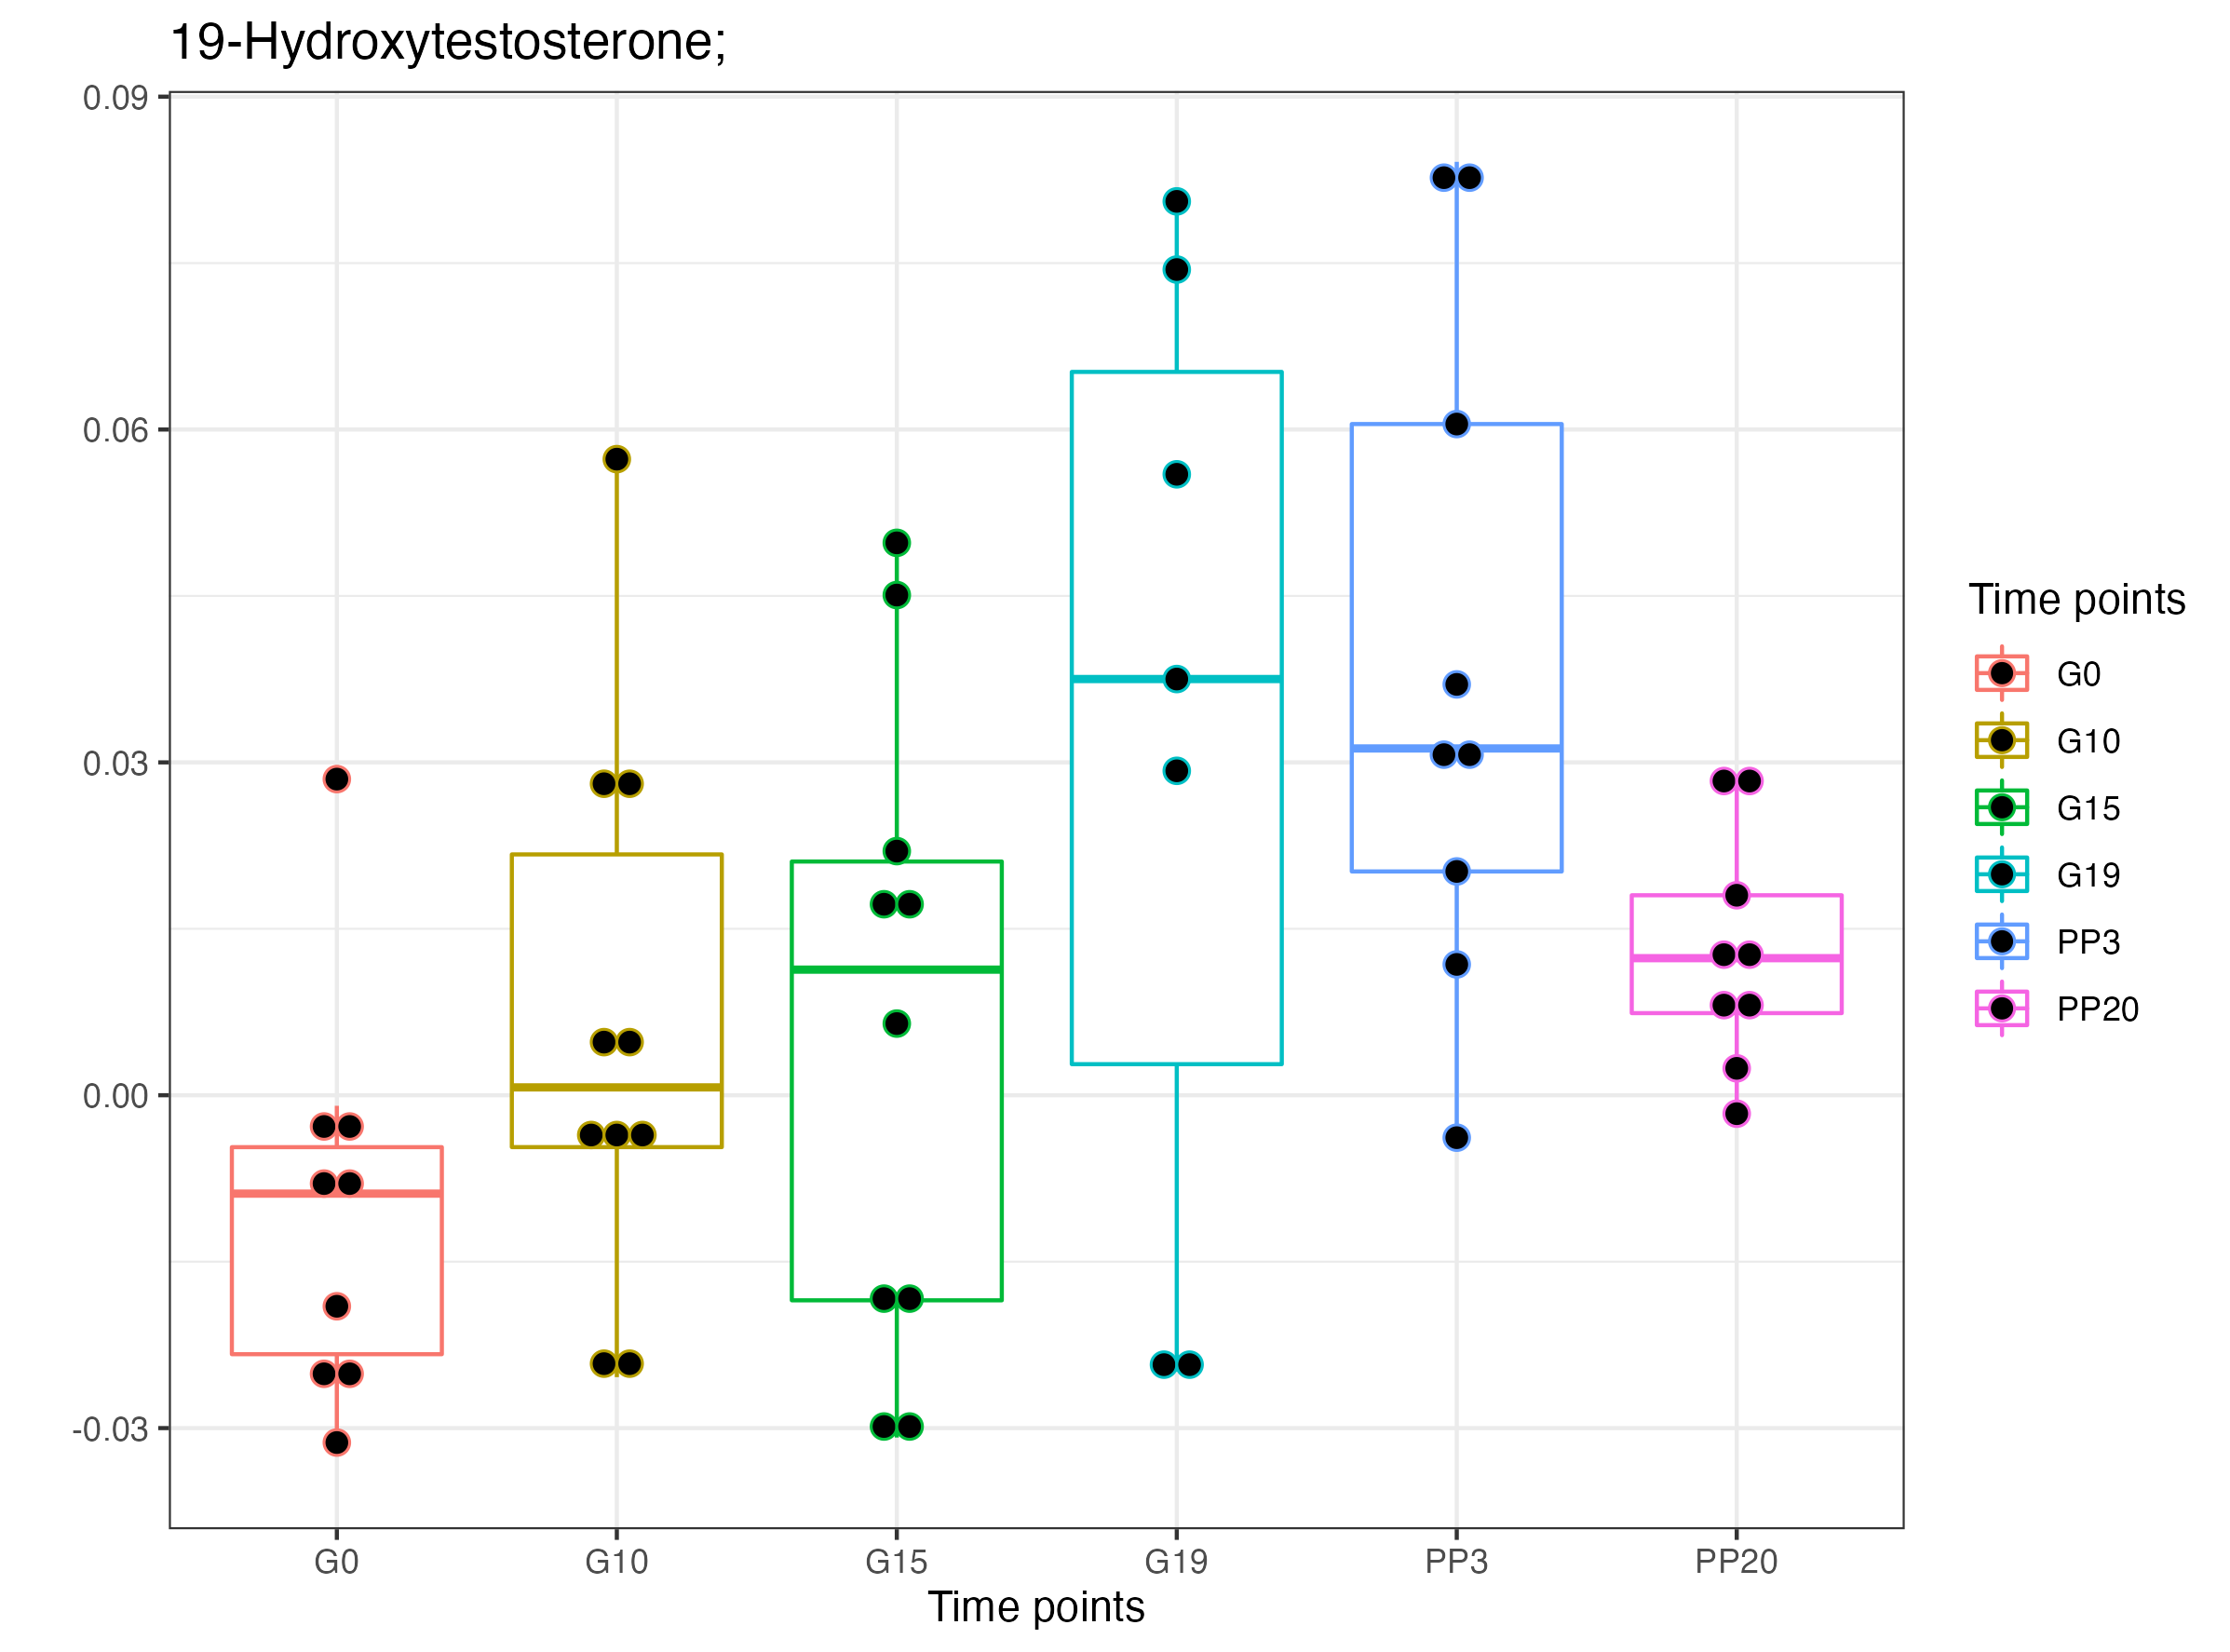 19-Hydroxytestosterone;
0.09
0.06
0.03
0.00
-0.03
G0 G10 G15 G19 PP3 PP20
Time points
Time points
G0
G10
G15
G19
PP3
PP20